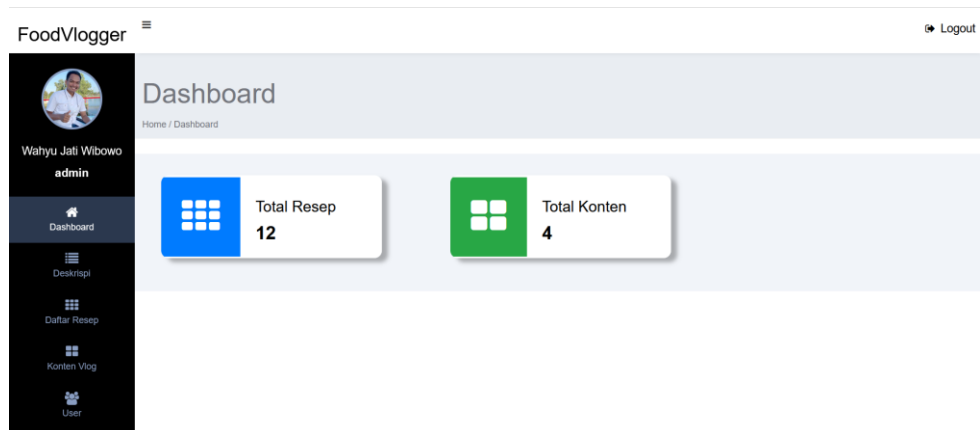 FoodVlogger
Logout
Wahyu Jati Wibowo
admin
Dashboard
Deskripsi
Daftar Resep
Konten Vlog
User
Dashboard
Home / Dashboard
Total Resep
12
Total Konten
4